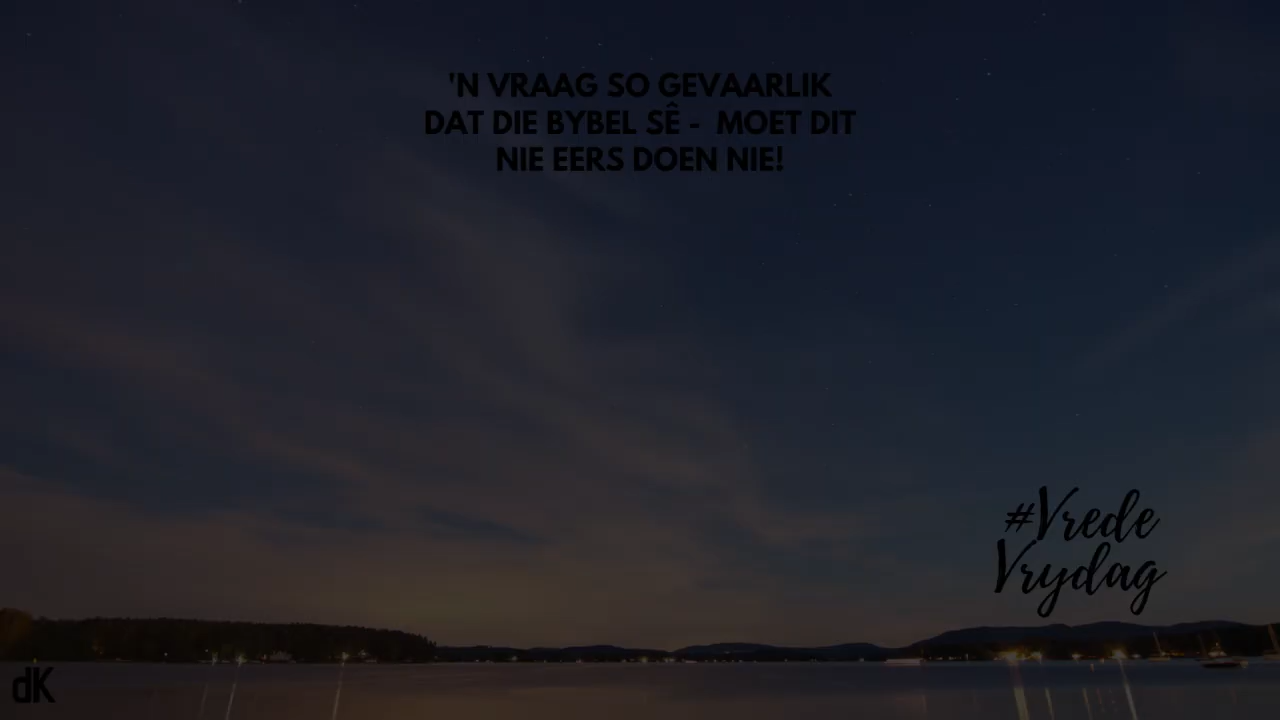 'N VRAAG SO GEVAARLIK
DAT DIE BYBEL SÊ - MOET DIT
NIE EERS DOEN NIE!
#Vrede
Vrydag
dK